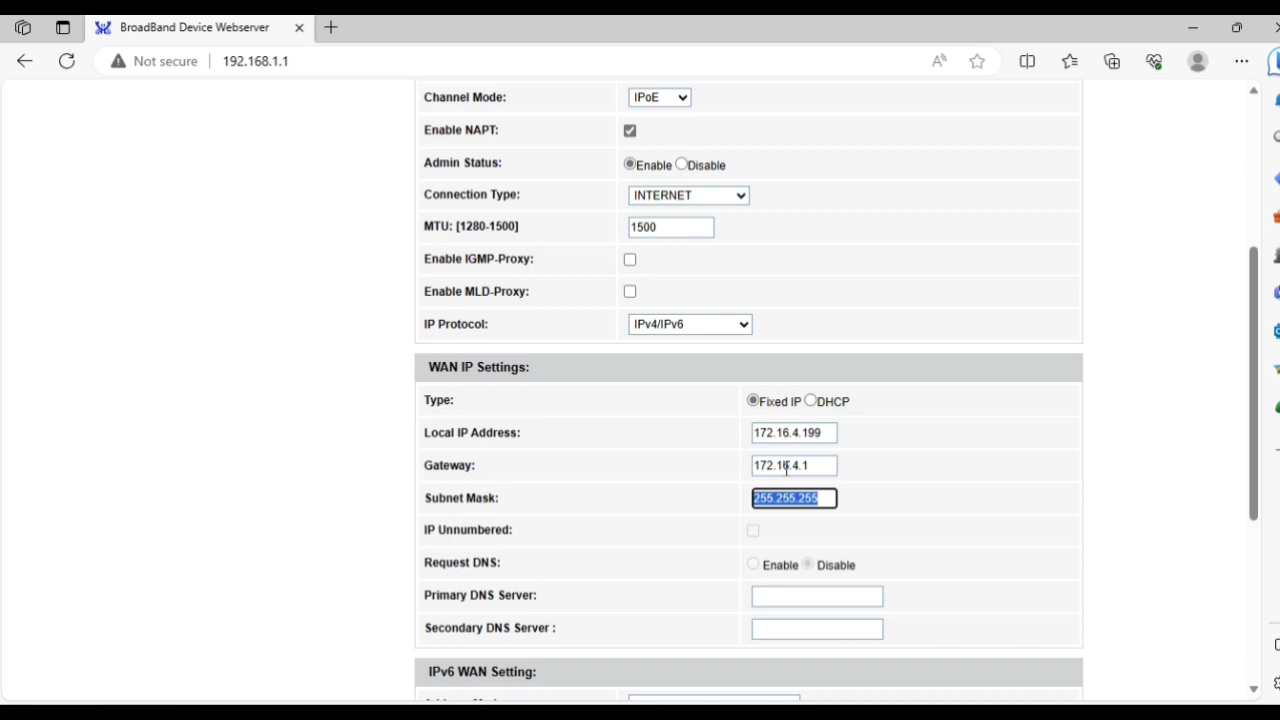 BroadBand Device Webserver
Not secure 192.168.1.1
Channel Mode: IPoE
Enable NAPT:
Admin Status: Enable Disable
Connection Type: INTERNET
MTU: [1280-1500] 1500
Enable IGMP-Proxy:
Enable MLD-Proxy:
IP Protocol: IPv4/IPv6
WAN IP Settings:
Type: Fixed IP DHCP
Local IP Address: 172.16.4.199
Gateway: 172.16.4.1
Subnet Mask: 255.255.255
IP Unnumbered:
Request DNS: Enable Disable
Primary DNS Server:
Secondary DNS Server :
IPv6 WAN Setting: